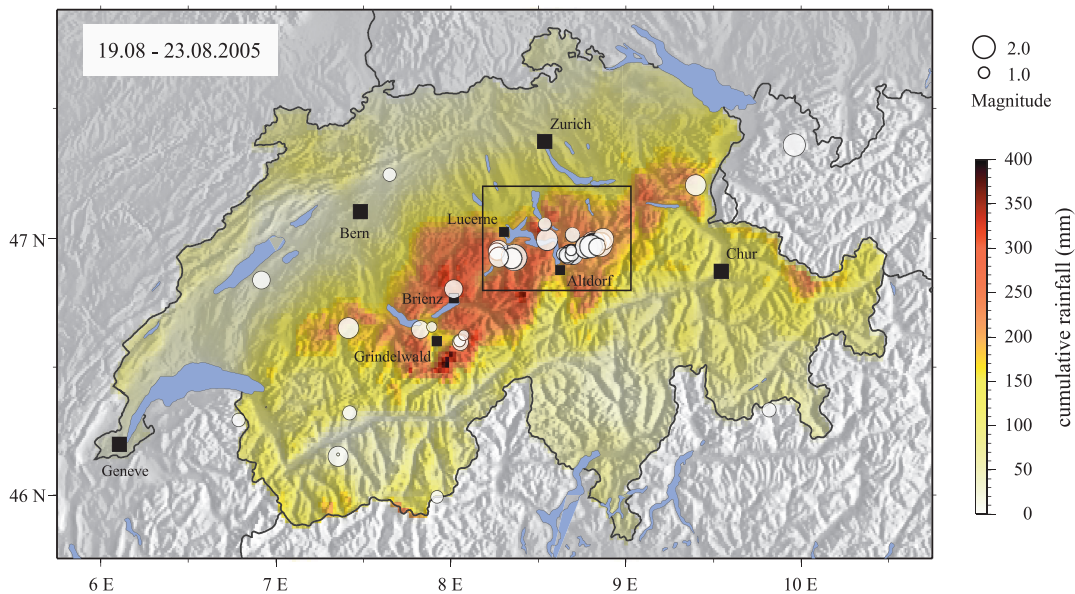 19.08 - 23.08.2005
2.0
1.0
Magnitude
Zurich
Lucerne
Bern
Altdorf
Chur
Brienz
Grindelwald
Geneve
47 N
46 N
6 E
7 E
8 E
9 E
10 E
400
350
300
250
200
150
100
50
0
cumulative rainfall (mm)